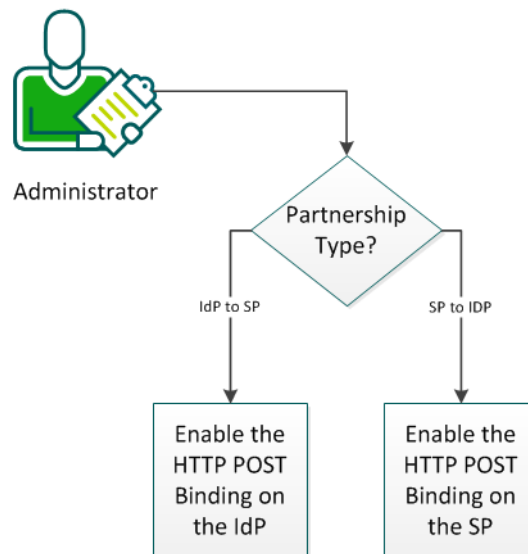 Administrator
Partnership
Type?
IdP to SP
SP to IDP
Enable the
HTTP POST
Binding on
the IdP
Enable the
HTTP POST
Binding on
the SP